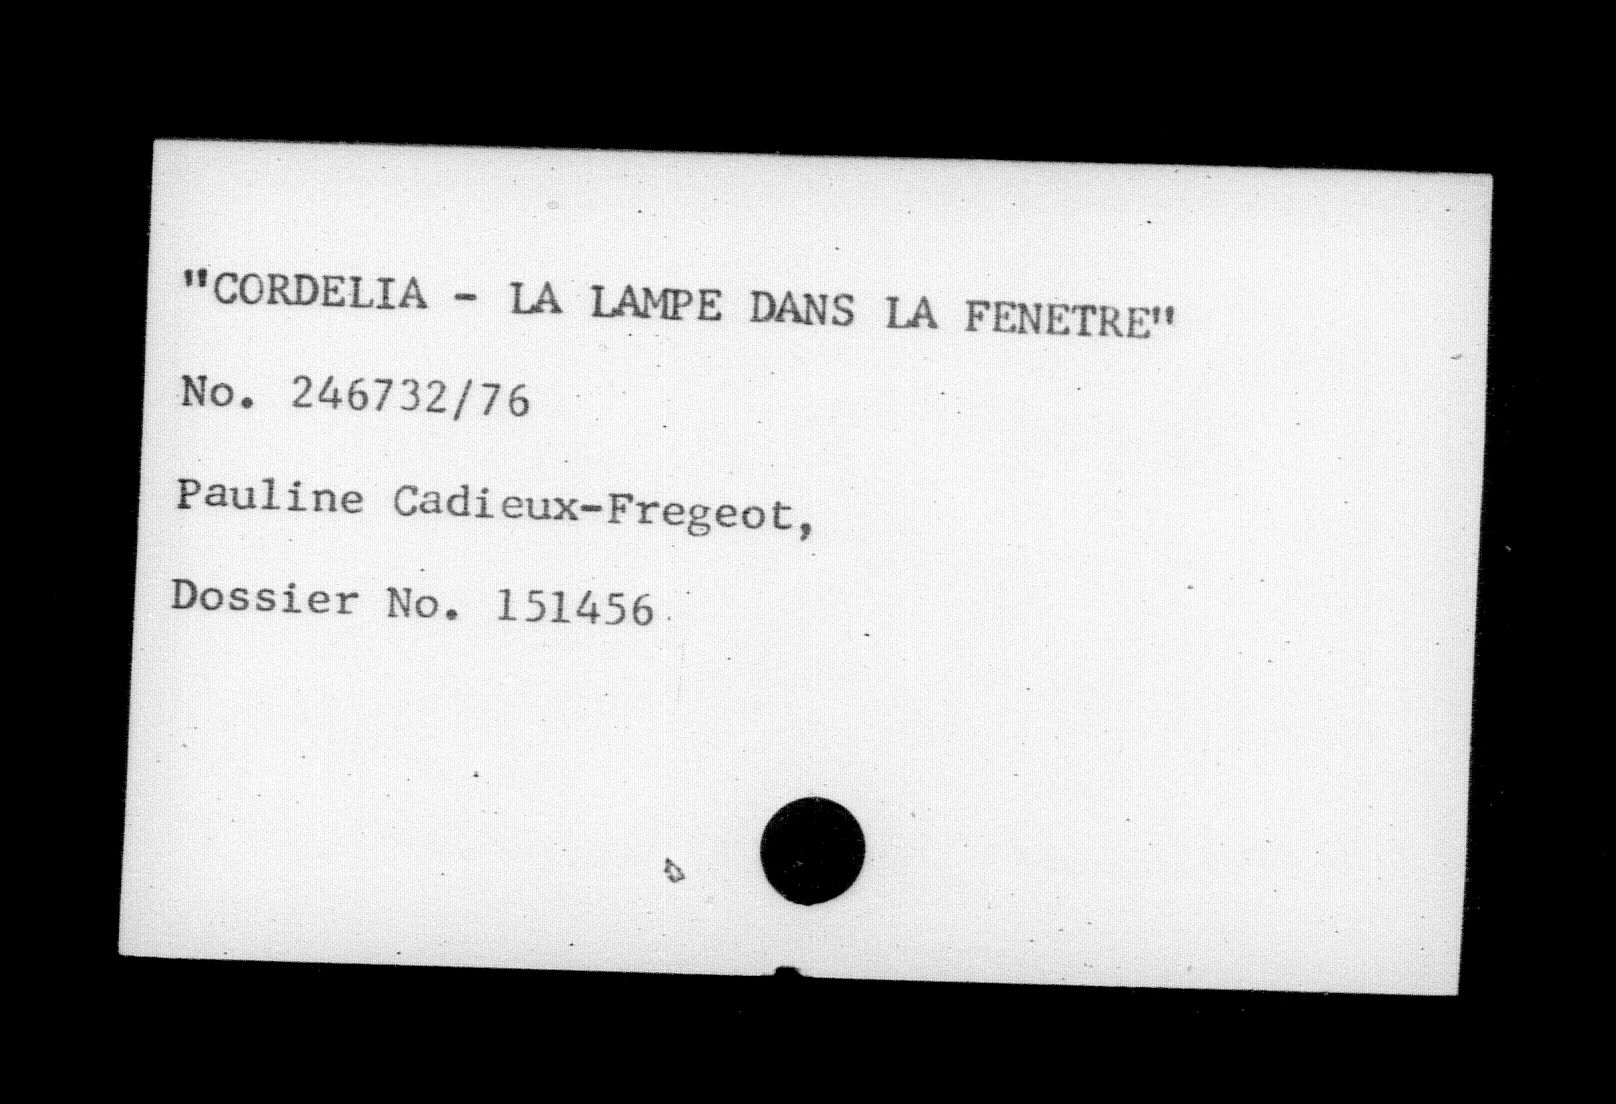 "CORDELIA - LA LAMPE DANS LA FENETRE"
No. 246732/76
Pauline Cadieux-Fregeot,
Dossier No. 151456